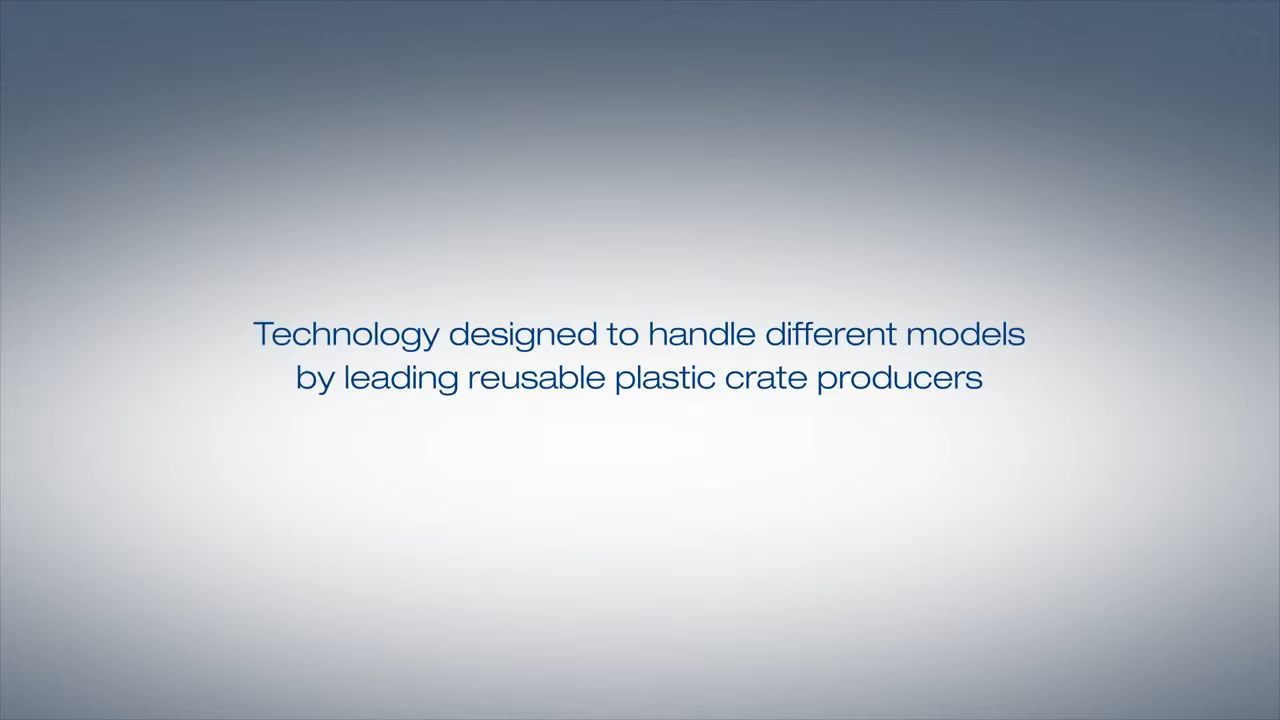 Technology designed to handle different models
by leading reusable plastic crate producers